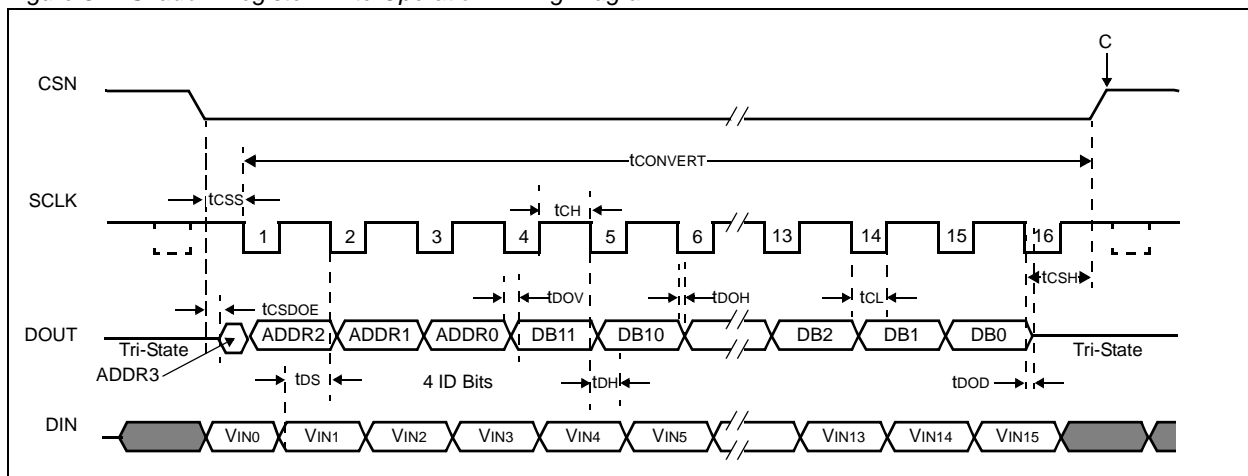 C
CSN
tCONVERT
tCSS
SCLK
tCH
1 2 3 4 5 6 13 14 15 16
tCSH
tCSDOE
tDOV
tDOH
tCL
DOUT
ADDR2 ADDR1 ADDR0 DB11 DB10 DB2 DB1 DB0
Tri-State
Tri-State
ADDR3
tDS
4 ID Bits
tDH
tDOD
DIN
VIN0 VIN1 VIN2 VIN3 VIN4 VIN5 VIN13 VIN14 VIN15